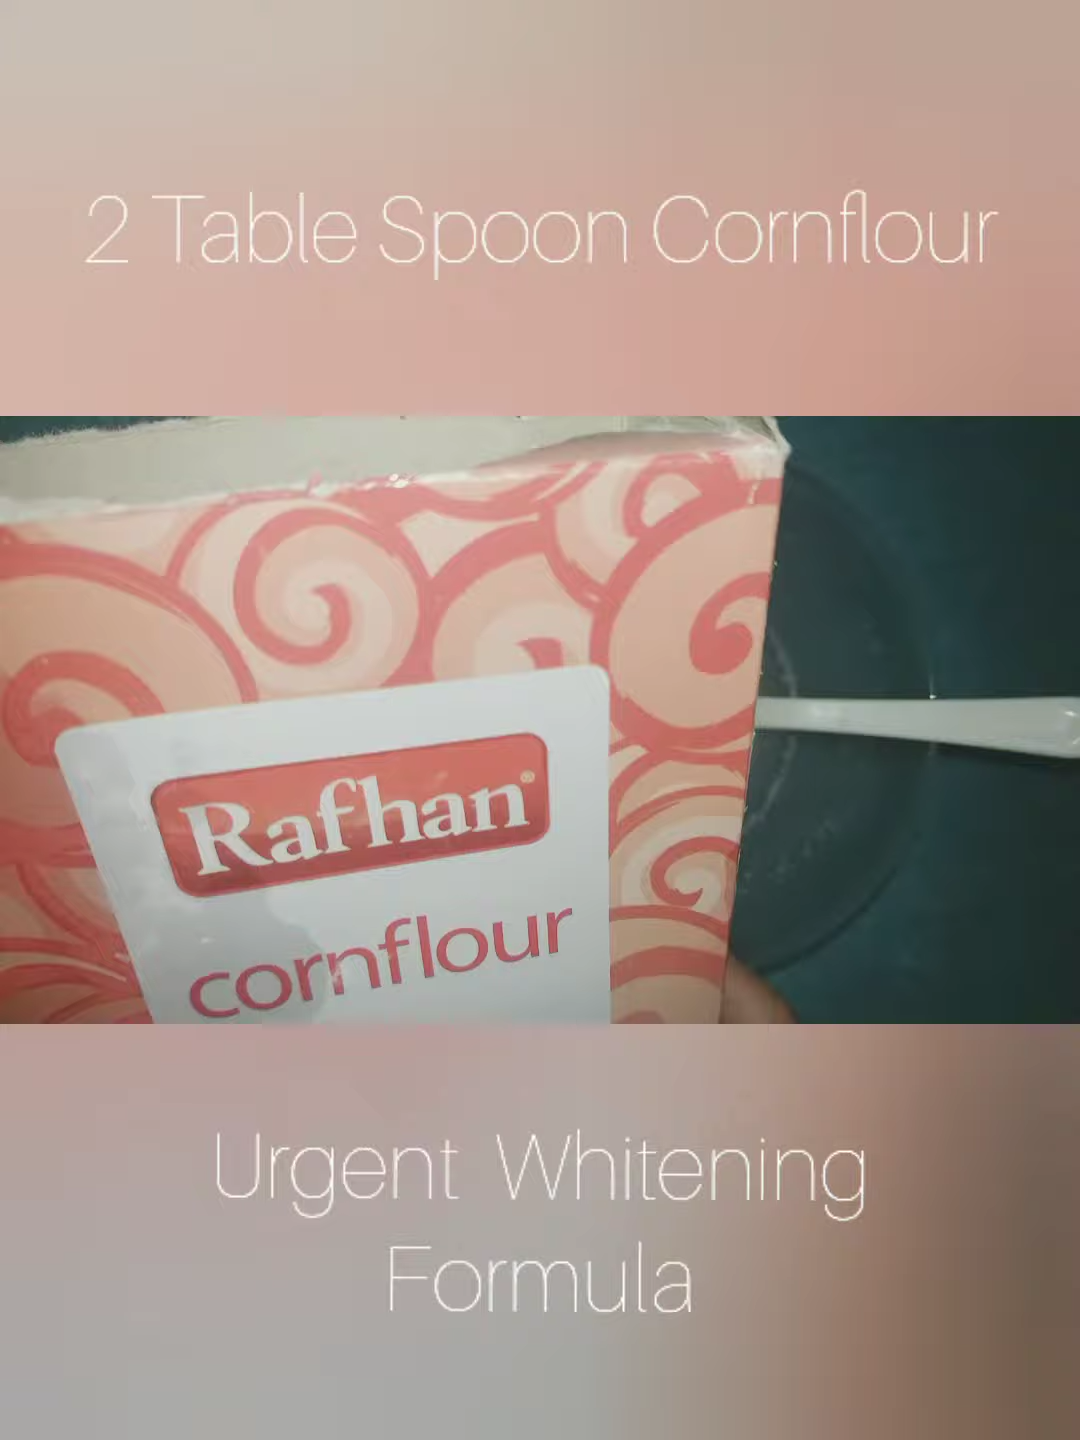 2 Table Spoon Cornflour
Rafhan®
cornflour
Urgent Whitening
Formula